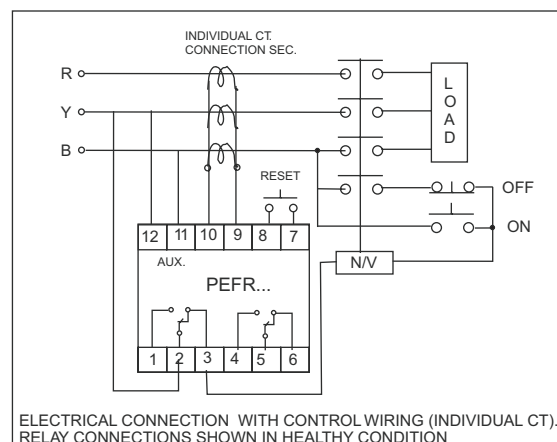 INDIVIDUAL CT.
CONNECTION SEC.
R
Y
B
LOAD
RESET
OFF
ON
12 11 10 9 8 7
AUX.
N/V
PEFR...
1 2 3 4 5 6
ELECTRICAL CONNECTION WITH CONTROL WIRING (INDIVIDUAL CT).
RELAY CONNECTIONS SHOWN IN HEALTHY CONDITION